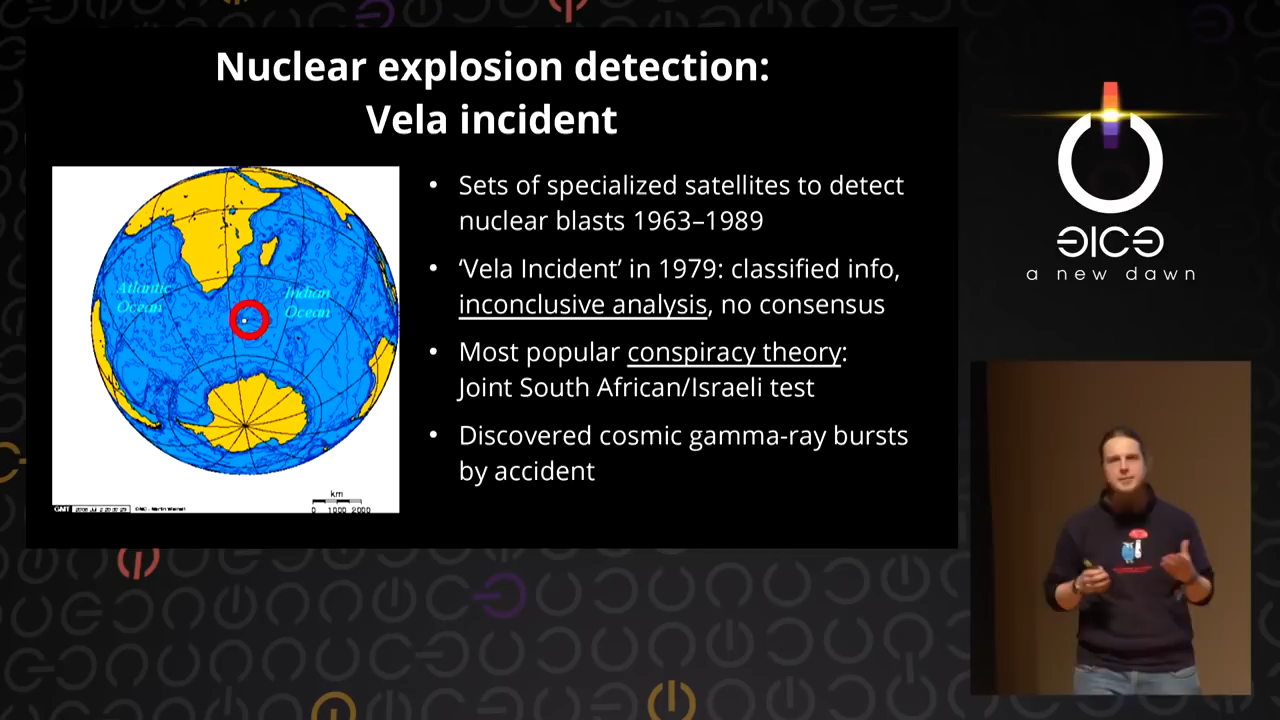 Nuclear explosion detection:
Vela incident
Atlantic
Ocean
Indian
Ocean
km
0 1000 2000
GMT
• Sets of specialized satellites to detect
nuclear blasts 1963–1989
• ‘Vela Incident’ in 1979: classified info,
inconclusive analysis, no consensus
• Most popular conspiracy theory:
Joint South African/Israeli test
• Discovered cosmic gamma-ray bursts
by accident
a new dawn